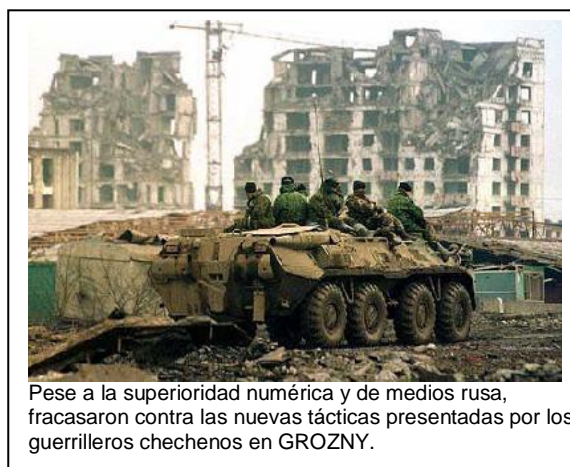 Pese a la superioridad numérica y de medios rusa,
fracasaron contra las nuevas tácticas presentadas por los
guerrilleros chechenos en GROZNY.